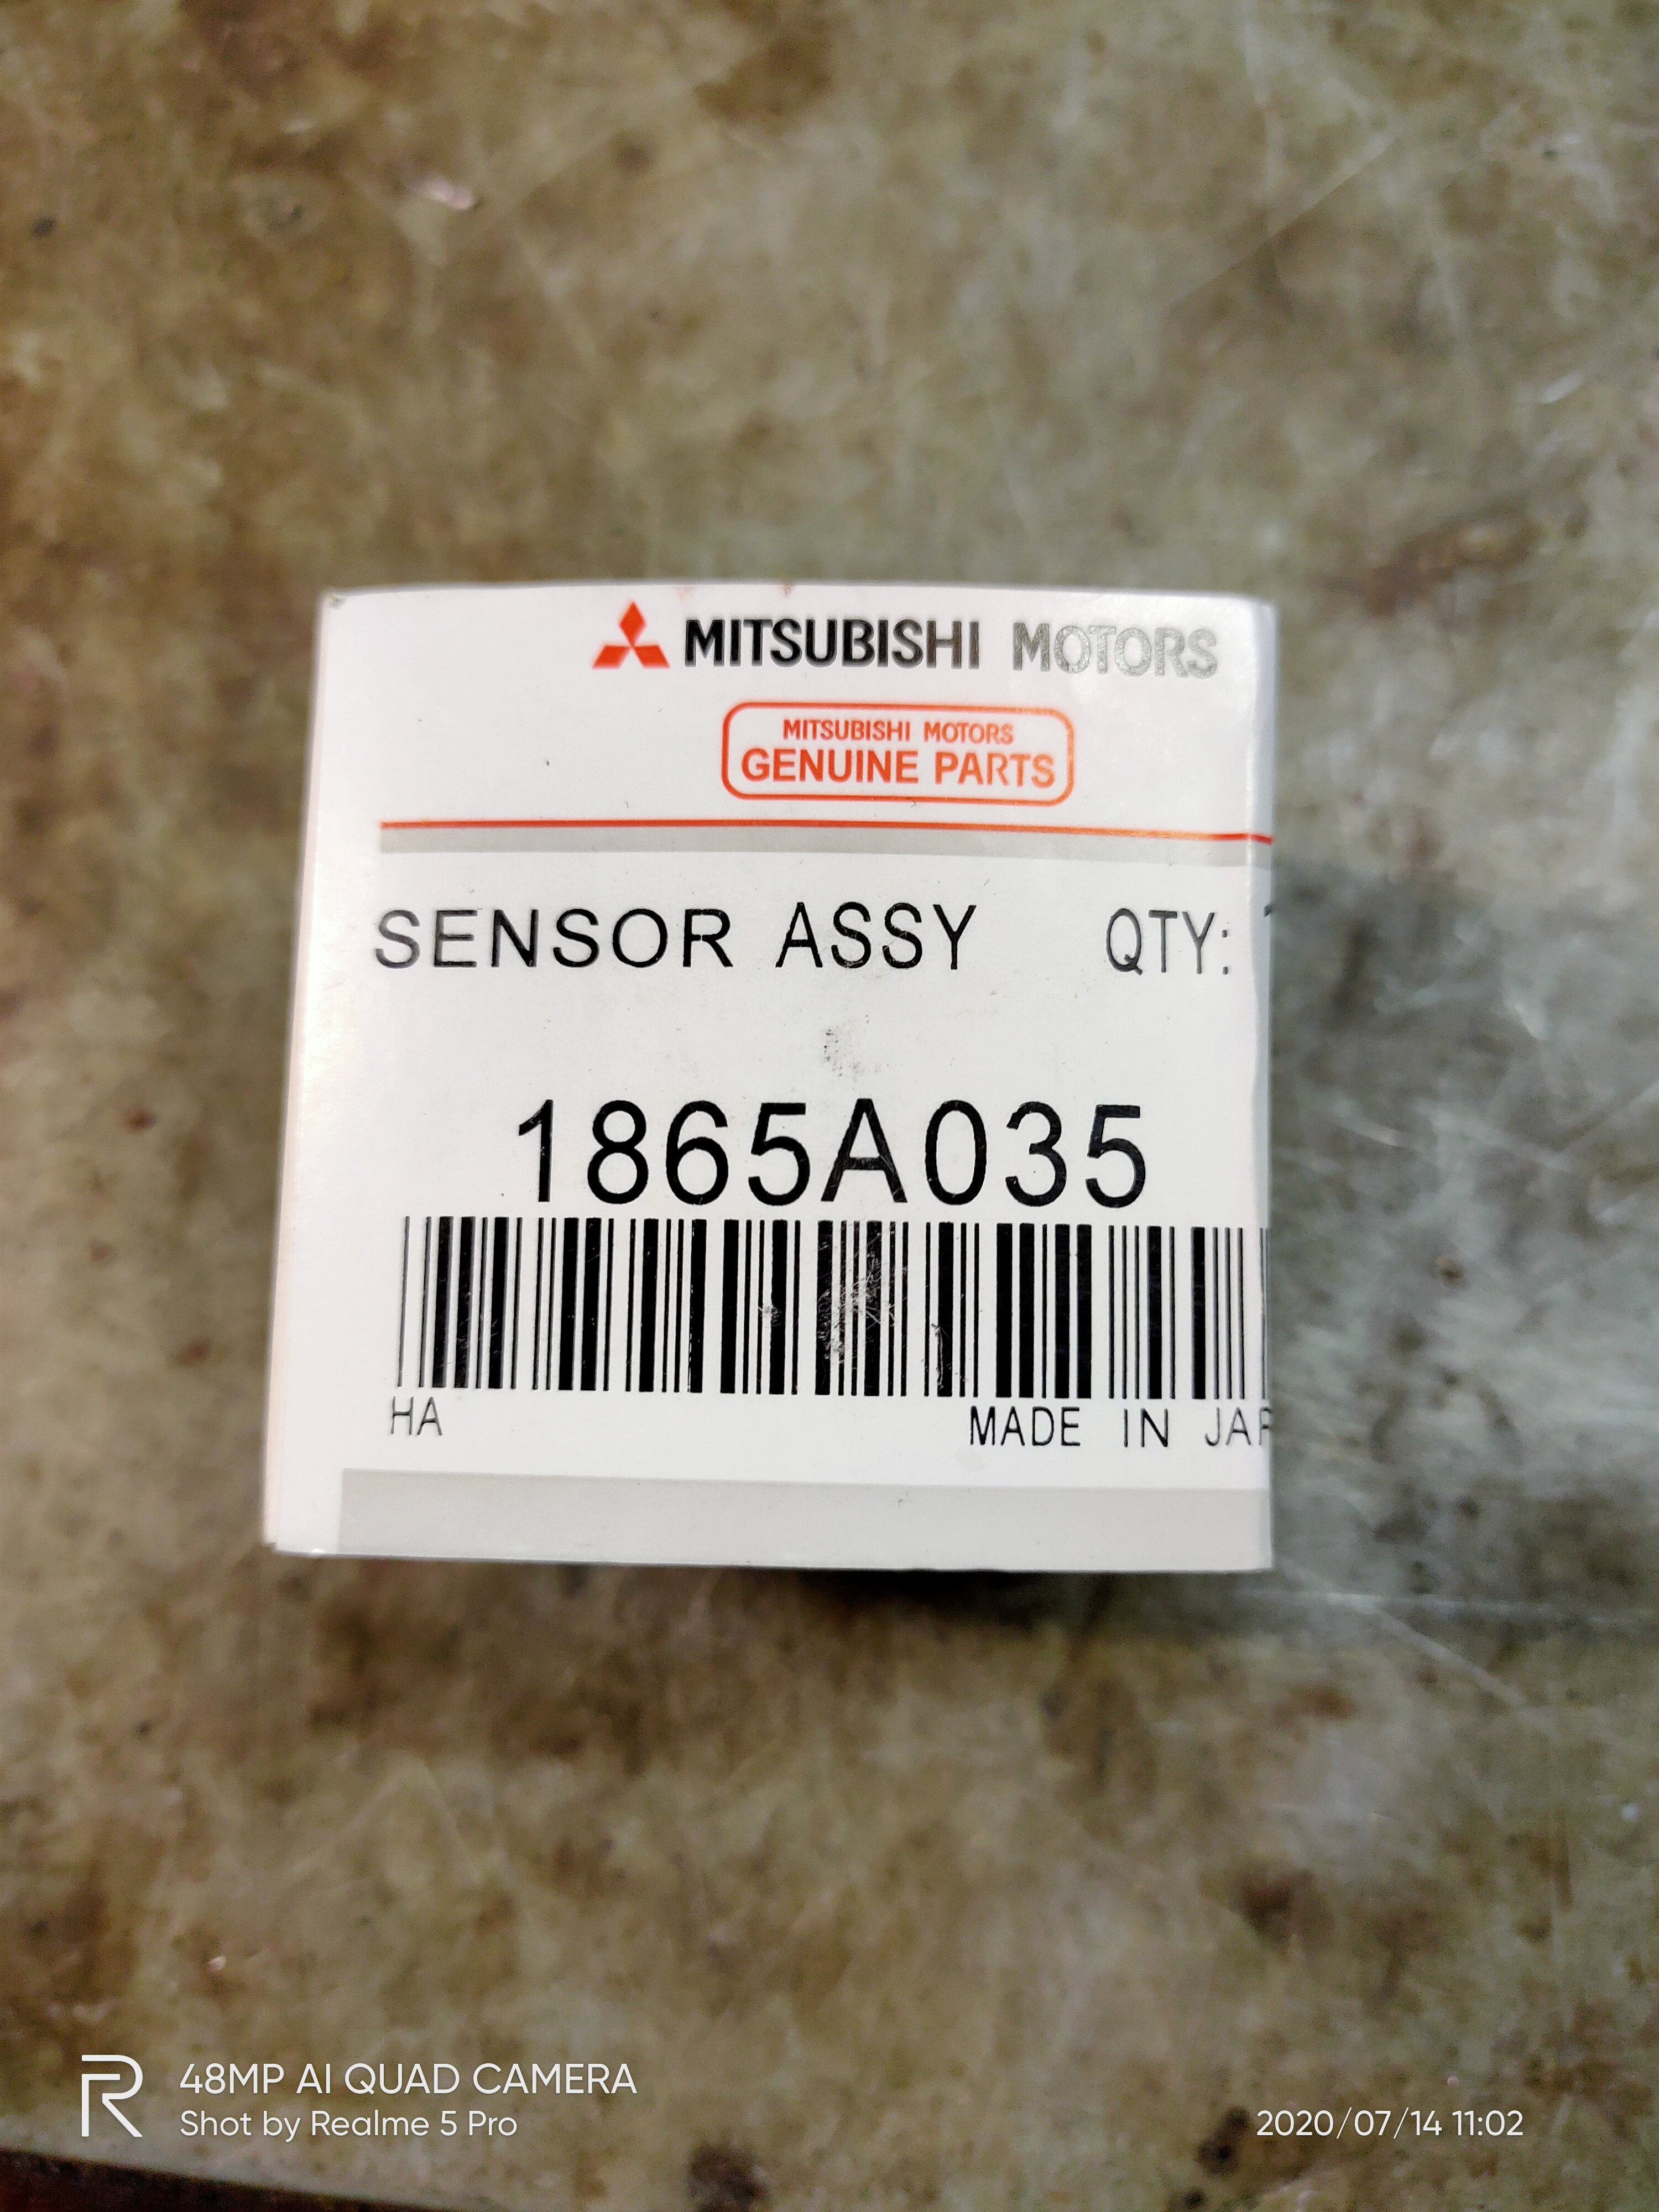 MITSUBISHI MOTORS
MITSUBISHI MOTORS
GENUINE PARTS
SENSOR ASSY QTY:
1865A035
HA MADE IN JAP
48MP AI QUAD CAMERA
Shot by Realme 5 Pro
2020/07/14 11:02